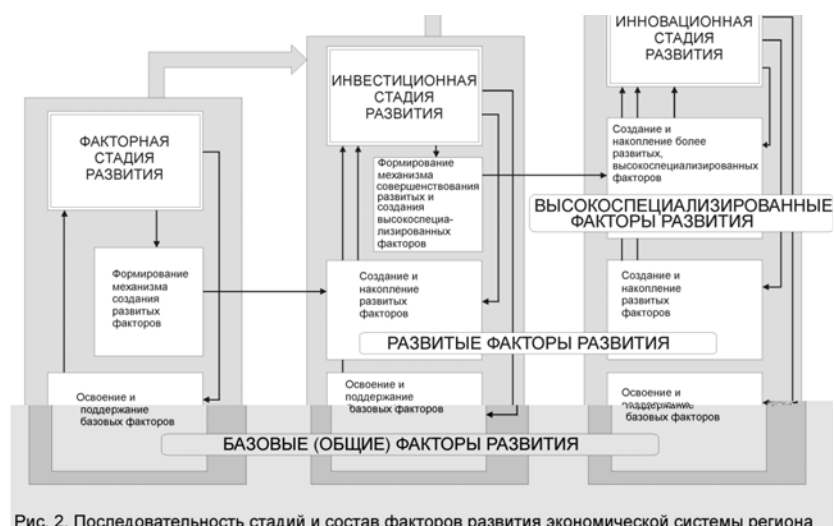 ФАКТОРНАЯ
СТАДИЯ
РАЗВИТИЯ
Формирование
механизма
создания
развитых
факторов
Освоение и
поддержание
базовых факторов
ИНВЕСТИЦИОННАЯ
СТАДИЯ
РАЗВИТИЯ
Формирование
механизма
совершенствования
развитых и
создания
высокоспециа-
лизированных
факторов
Создание и
накопление
развитых
факторов
Освоение и
поддержание
базовых факторов
ИННОВАЦИОННАЯ
СТАДИЯ
РАЗВИТИЯ
Создание и
накопление более
развитых,
высокоспециализированных
факторов
ВЫСОКОСПЕЦИАЛИЗИРОВАННЫЕ
ФАКТОРЫ РАЗВИТИЯ
Создание и
накопление
развитых
факторов
РАЗВИТЫЕ ФАКТОРЫ РАЗВИТИЯ
Освоение и
поддержание
базовых факторов
БАЗОВЫЕ (ОБЩИЕ) ФАКТОРЫ РАЗВИТИЯ
Рис. 2. Последовательность стадий и состав факторов развития экономической системы региона